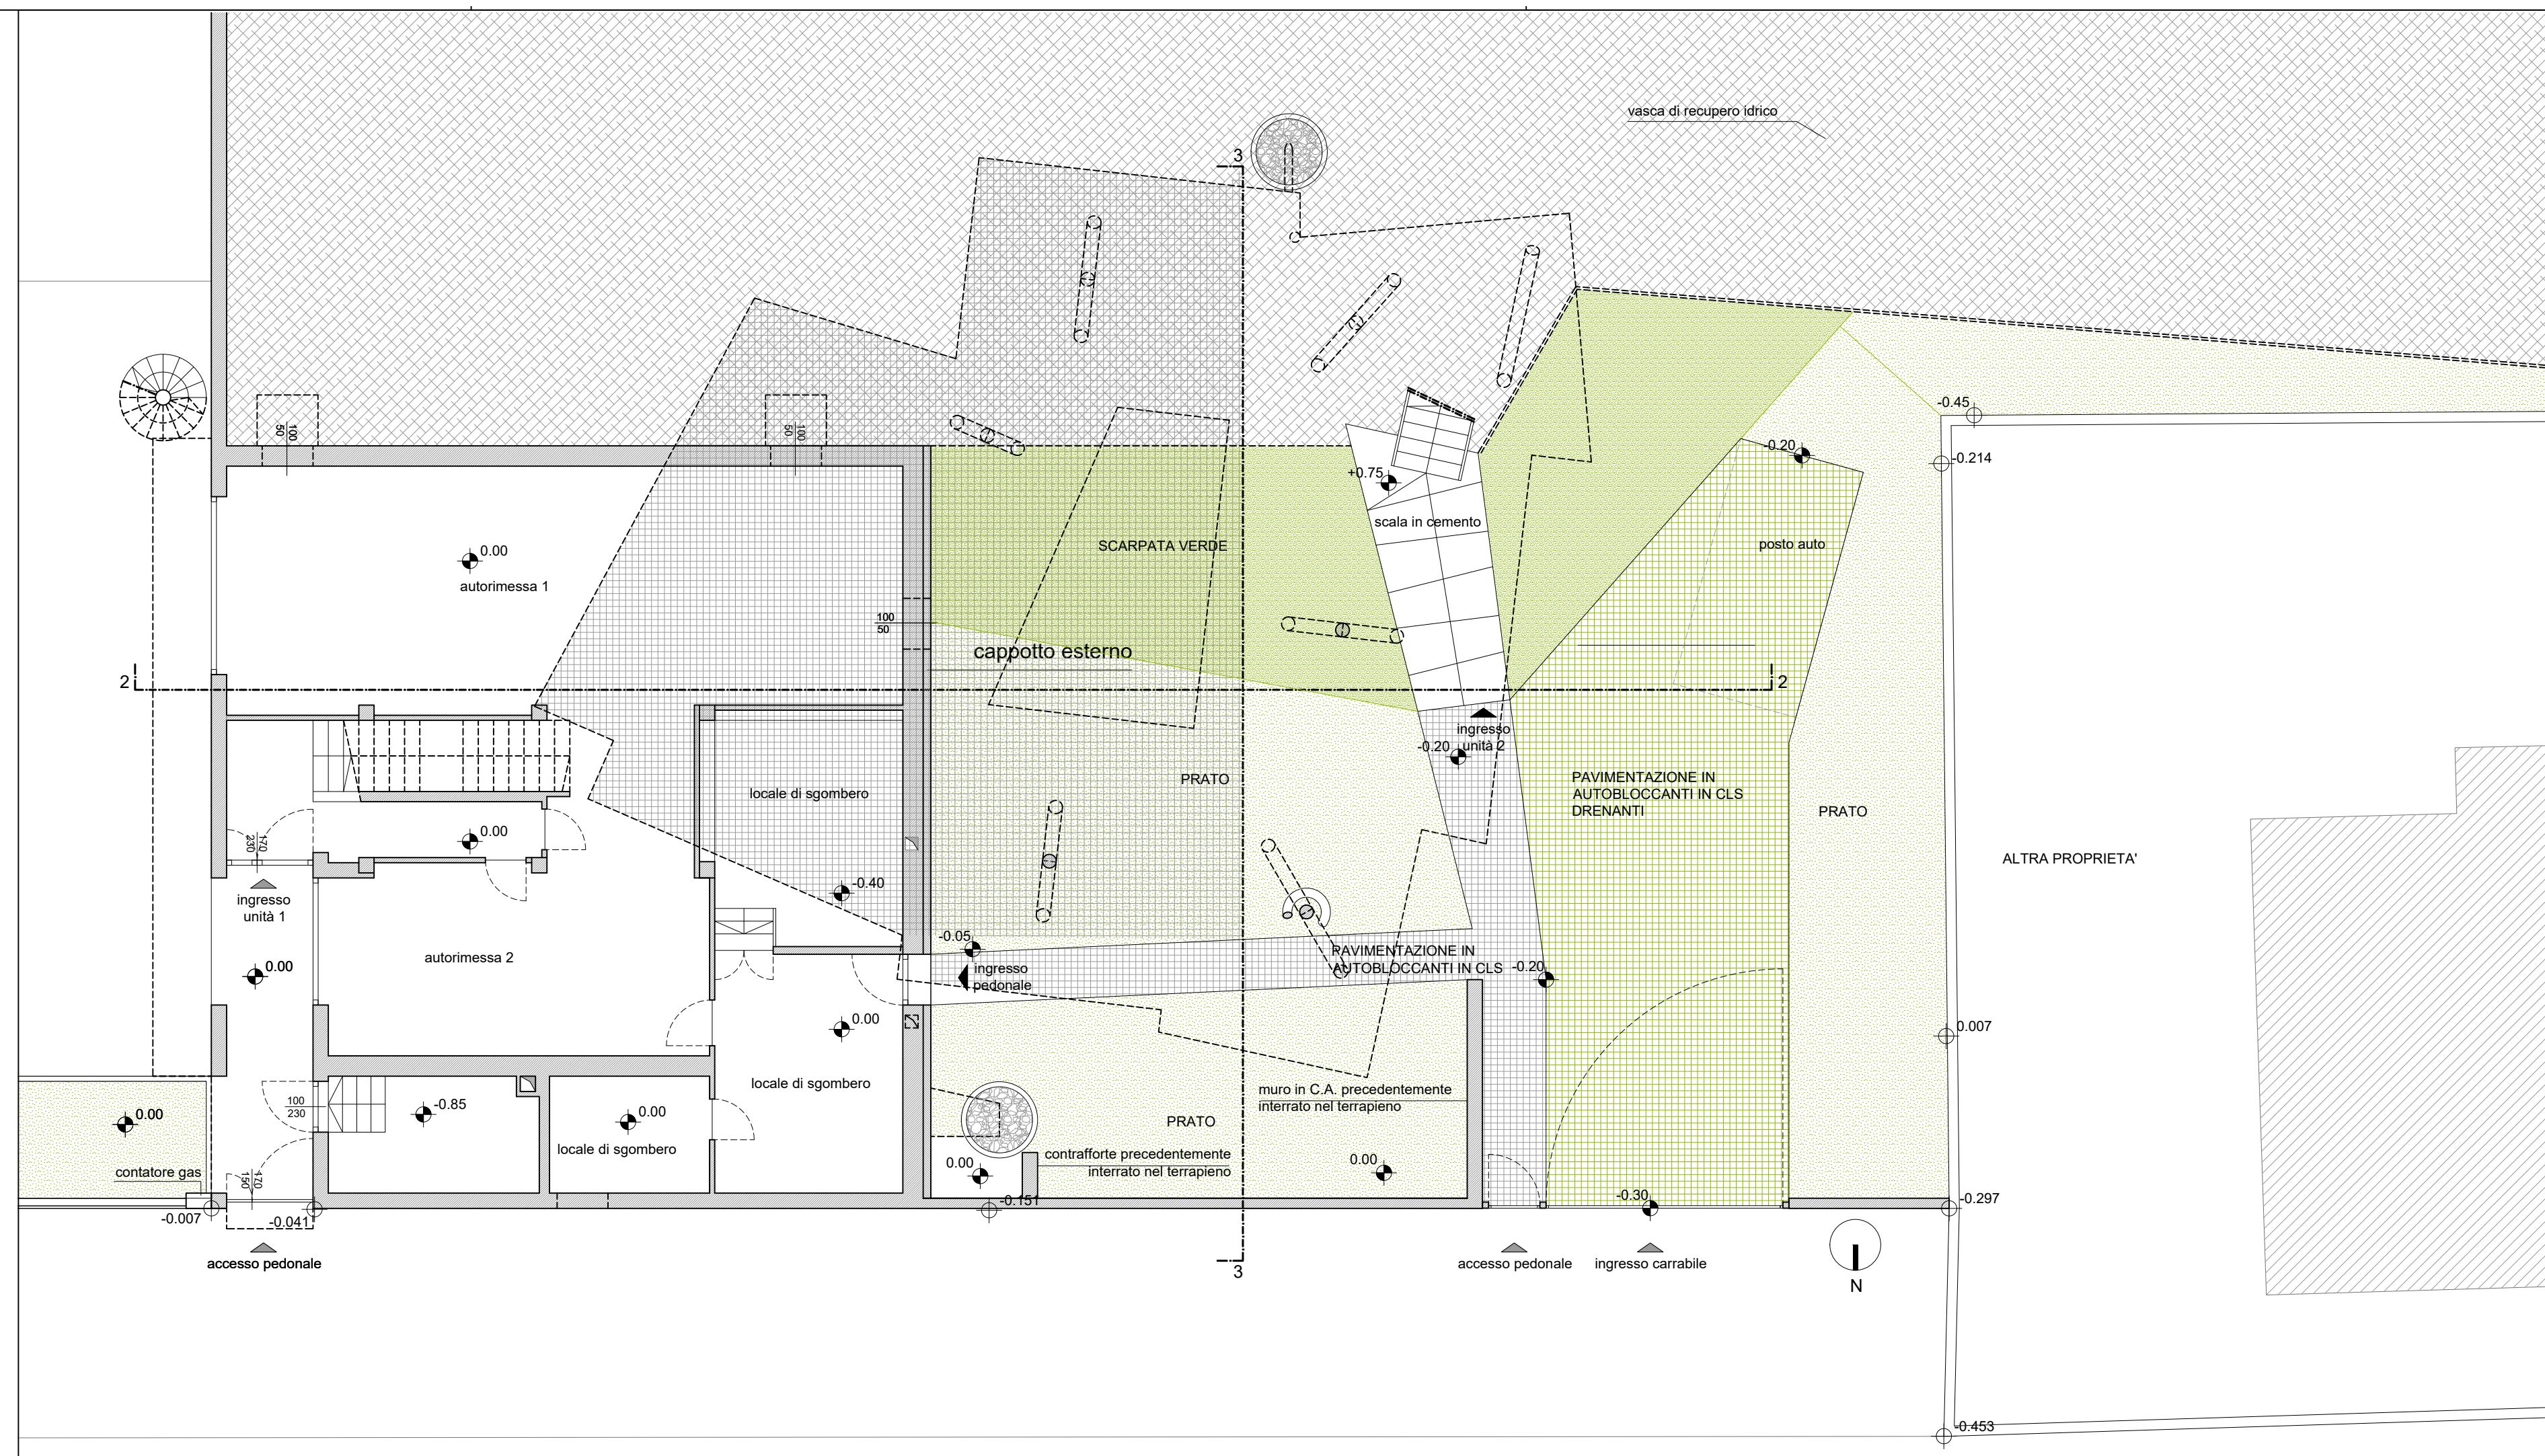 3
vasca di recupero idrico
100
50
100
50
-0.45
-0.20
-0.214
+0.75
scala in cemento
SCARPATA VERDE
posto auto
0.00
autorimessa 1
100
50
cappotto esterno
2
2
ingresso
unità 2
-0.20
PRATO
locale di sgombero
PAVIMENTAZIONE IN
AUTOBLOCCANTI IN CLS
DRENANTI
PRATO
0.00
170
230
ALTRA PROPRIETA'
-0.40
ingresso
unità 1
-0.05
autorimessa 2
PAVIMENTAZIONE IN
AUTOBLOCCANTI IN CLS
-0.20
0.00
ingresso
pedonale
0.00
0.007
locale di sgombero
muro in C.A. precedentemente
interrato nel terrapieno
100
230
-0.85
0.00
0.00
PRATO
locale di sgombero
contrafforte precedentemente
interrato nel terrapieno
0.00
0.00
contatore gas
170
150
-0.007
-0.041
-0.151
-0.30
-0.297
accesso pedonale
3
accesso pedonale
ingresso carrabile
N
-0.453